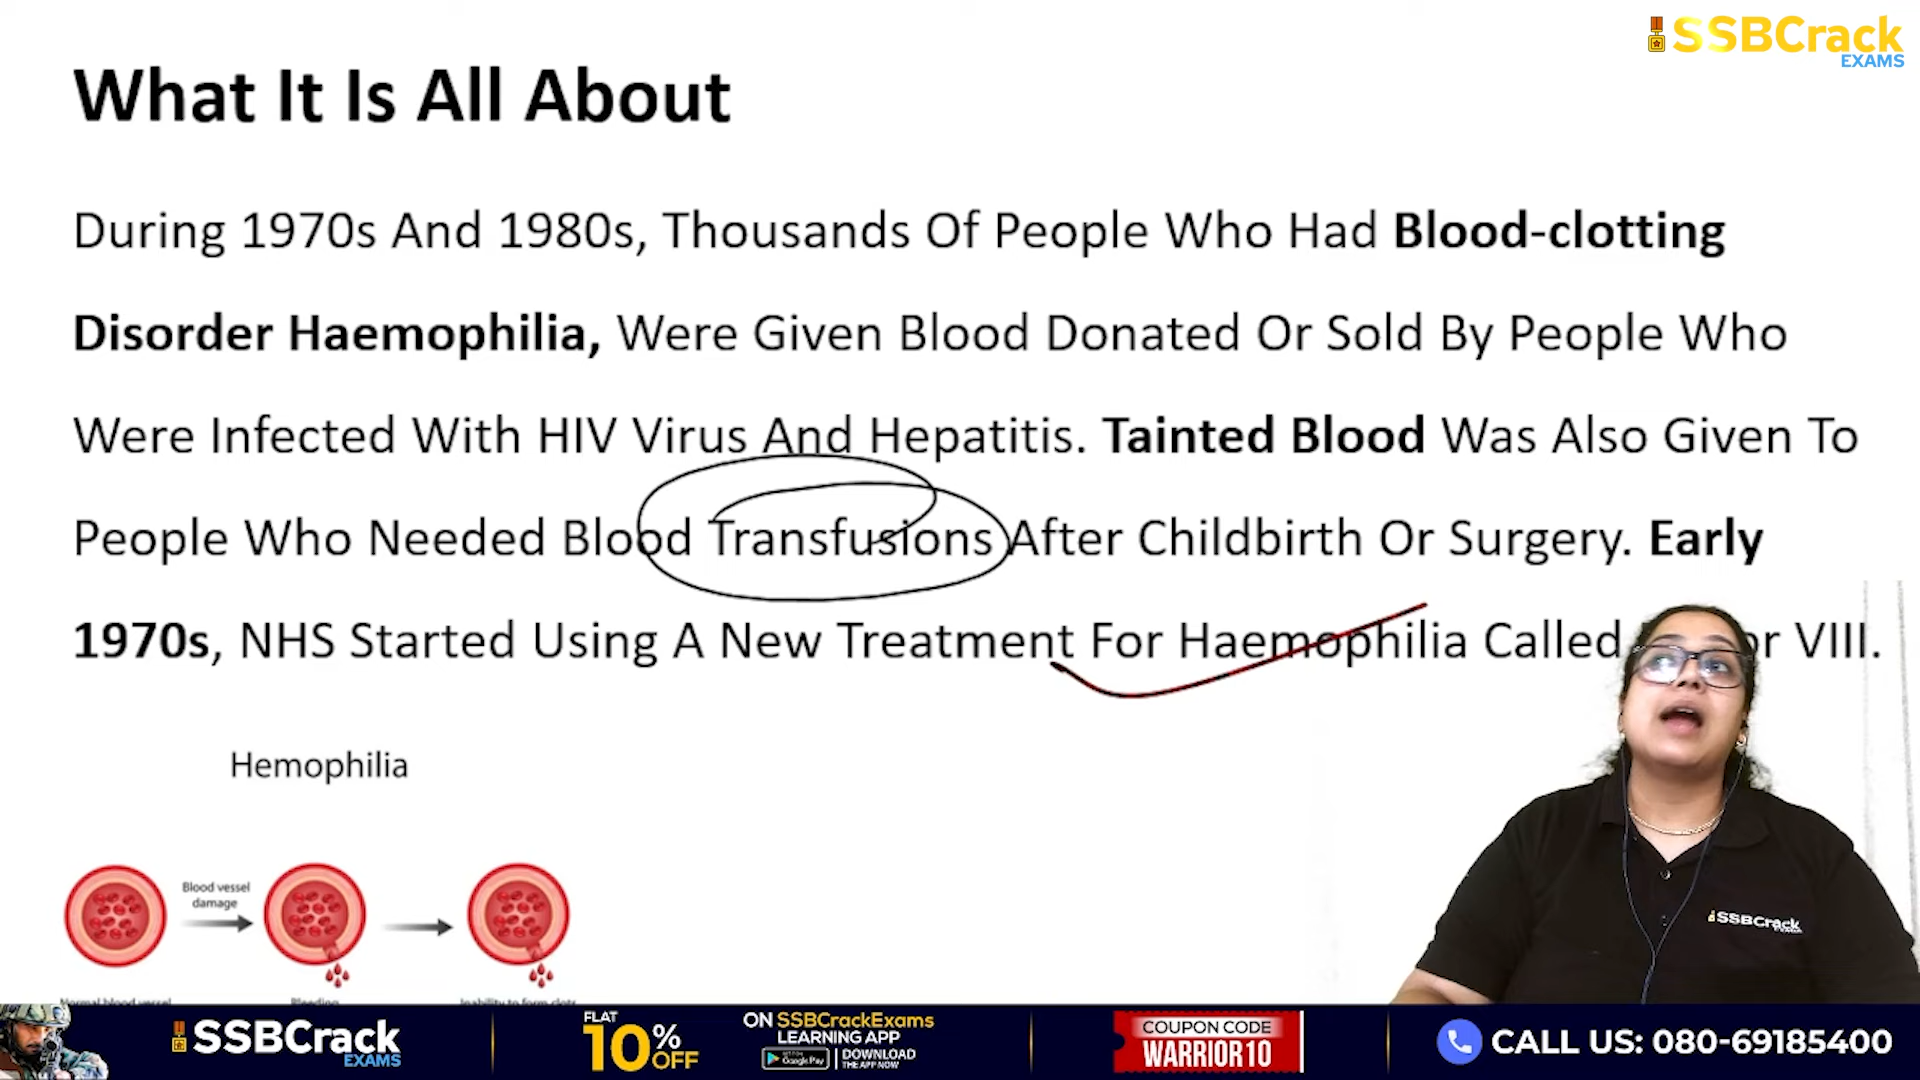 SSBCrack
EXAMS
What It Is All About
During 1970s And 1980s, Thousands Of People Who Had Blood-clotting
Disorder Haemophilia, Were Given Blood Donated Or Sold By People Who
Were Infected With HIV Virus And Hepatitis. Tainted Blood Was Also Given To
People Who Needed Blood Transfusions After Childbirth Or Surgery. Early
1970s, NHS Started Using A New Treatment For Haemophilia Called VIII.
Hemophilia
Blood vessel
damage
Normal blood vessel
Bleeding
Inability to form clots
SSBCrack
SSBCrack
EXAMS
FLAT
10% OFF
ON SSBCrackExams
LEARNING APP
Google Play
DOWNLOAD
THE APP NOW
COUPON CODE
WARRIOR10
CALL US: 080-69185400